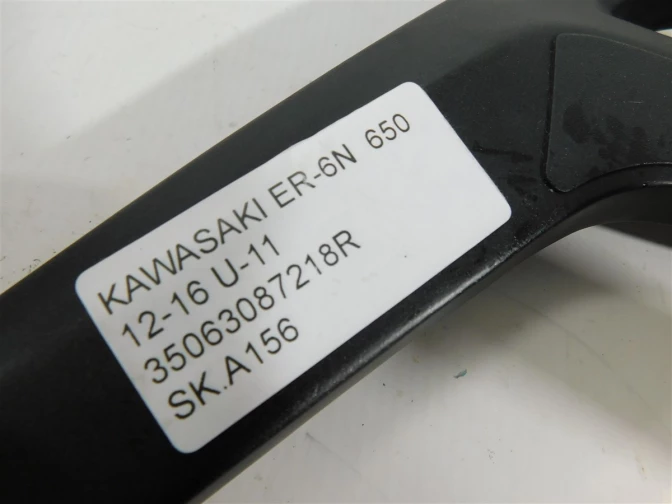 KAWASAKI ER-6N 650
12-16 U-11
35063087218R
SK.A156